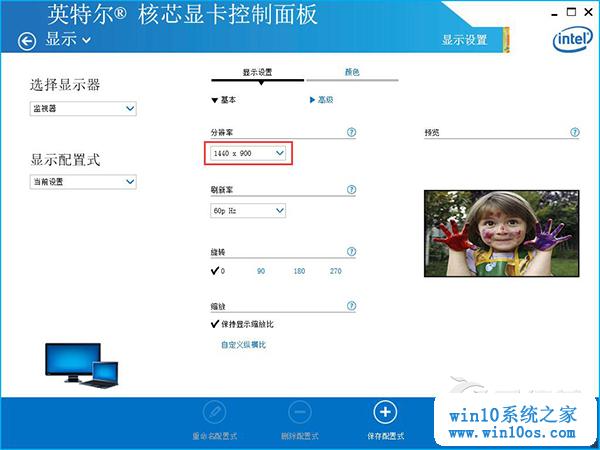 英特尔® 核芯显卡控制面板
显示
显示设置
intel
选择显示器
监视器
显示配置式
当前设置
显示设置
颜色
基本
高级
分辨率
1440 x 900
刷新率
60p Hz
旋转
0 90 180 270
缩放
保持显示缩放比
自定义纵横比
预览
重命名配置式
删除配置式
保存配置式
win10系统之家
www.win10os.com